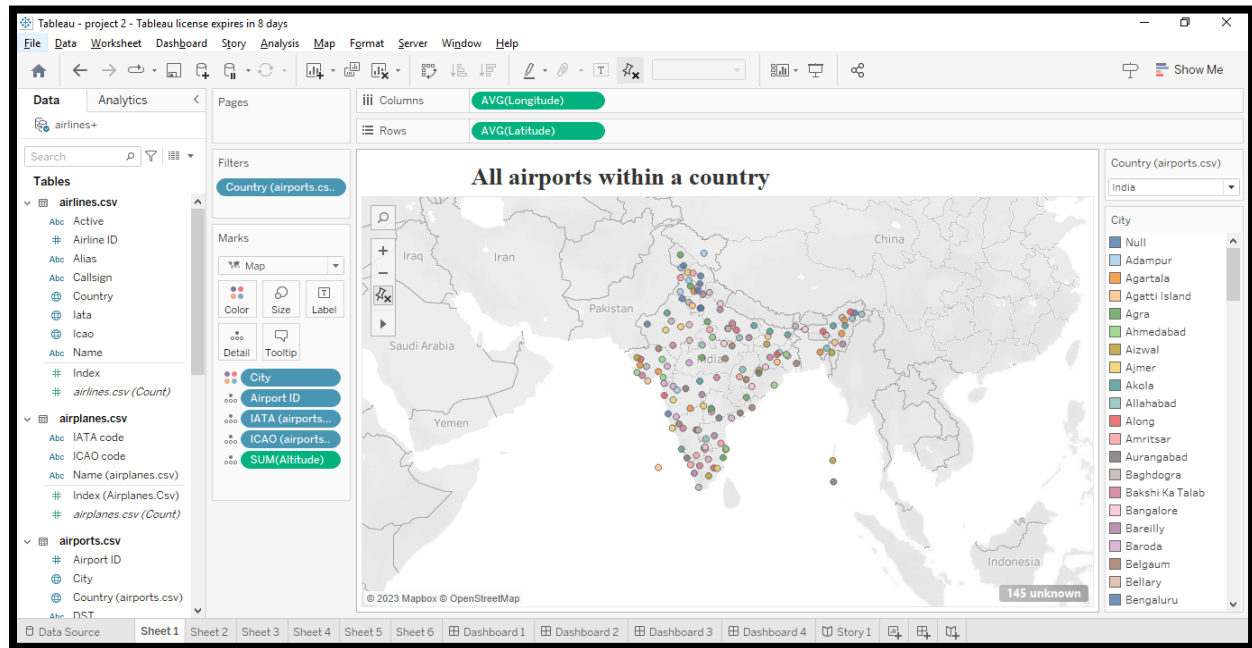 Tableau - project 2 - Tableau license expires in 8 days
File Data Worksheet Dashboard Story Analysis Map Format Server Window Help
Show Me
Data Analytics
airlines+
Search
Tables
airlines.csv
Abc Active
# Airline ID
Abc Alias
Abc Callsign
Country
Iata
Icao
Abc Name
# Index
# airlines.csv (Count)
airplanes.csv
Abc IATA code
Abc ICAO code
Abc Name (airplanes.csv)
# Index (Airplanes.Csv)
# airplanes.csv (Count)
airports.csv
# Airport ID
City
Country (airports.csv)
Abc DST
Pages
Filters
Country (airports.cs..
Marks
Map
Color Size Label
Detail Tooltip
City
Airport ID
IATA (airports...
ICAO (airports..
SUM(Altitude)
Columns AVG(Longitude)
Rows AVG(Latitude)
All airports within a country
Iraq
Iran
China
Pakistan
Saudi Arabia
India
Yemen
Indonesia
© 2023 Mapbox © OpenStreetMap
145 unknown
Country (airports.csv)
India
City
Null
Adampur
Agartala
Agatti Island
Agra
Ahmedabad
Aizwal
Ajmer
Akola
Allahabad
Along
Amritsar
Aurangabad
Baghdogra
Bakshi Ka Talab
Bangalore
Bareilly
Baroda
Belgaum
Bellary
Bengaluru
Data Source Sheet 1 Sheet 2 Sheet 3 Sheet 4 Sheet 5 Sheet 6 Dashboard 1 Dashboard 2 Dashboard 3 Dashboard 4 Story 1